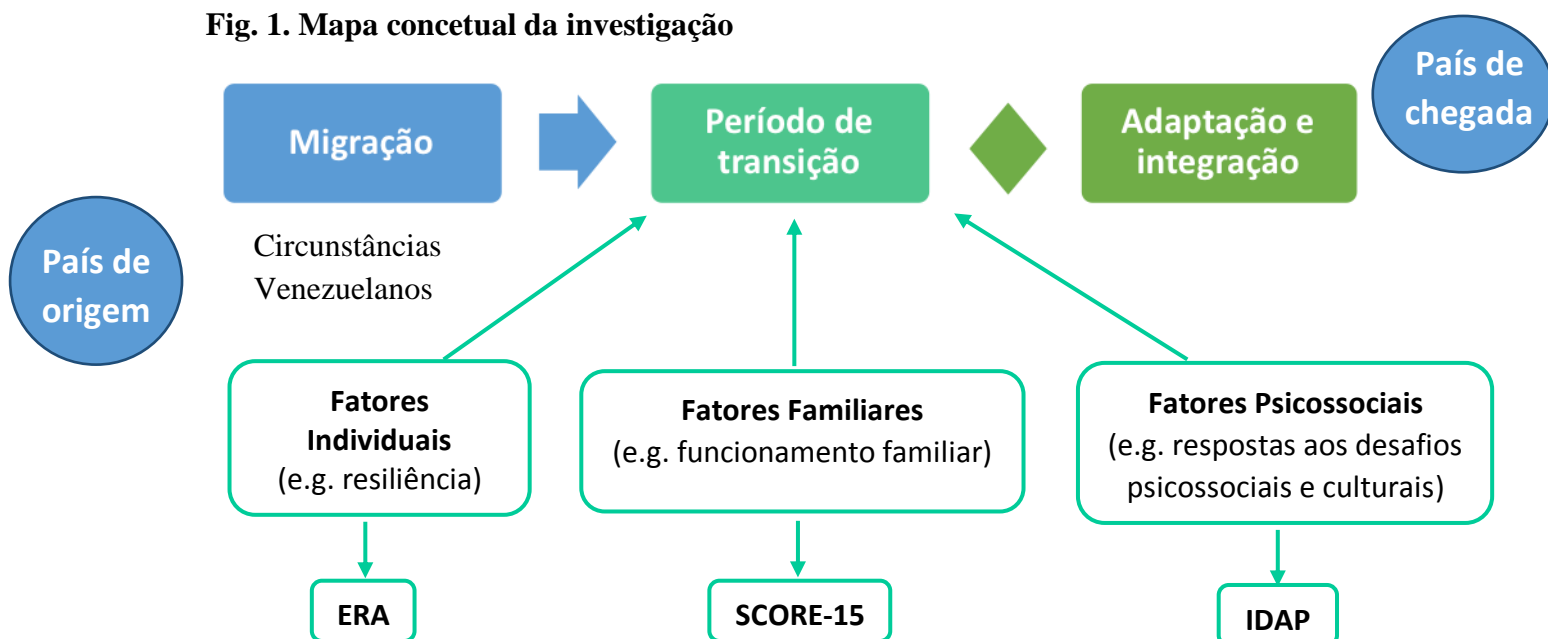 Fig. 1. Mapa concetual da investigação
País de
chegada
Migração
Período de
transição
Adaptação e
integração
País de
origem
Circunstâncias
Venezuelanos
Fatores
Individuais
(e.g. resiliência)
Fatores Familiares
(e.g. funcionamento familiar)
Fatores Psicossociais
(e.g. respostas aos desafios
psicossociais e culturais)
ERA
SCORE-15
IDAP